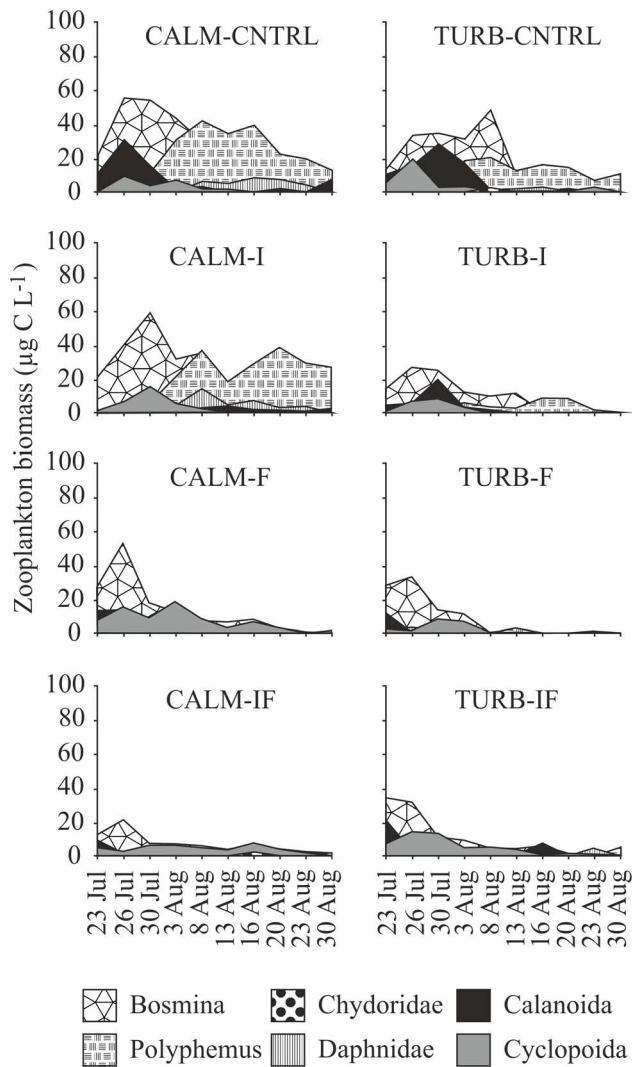 CALM-CNTRL TURB-CNTRL
100
80
60
40
20
0
CALM-I TURB-I
100
80
60
40
20
0
CALM-F TURB-F
100
80
60
40
20
0
CALM-IF TURB-IF
100
80
60
40
20
0
Zooplankton biomass (µg C L-1)
23 Jul 26 Jul 30 Jul 3 Aug 8 Aug 13 Aug 16 Aug 20 Aug 23 Aug 30 Aug
23 Jul 26 Jul 30 Jul 3 Aug 8 Aug 13 Aug 16 Aug 20 Aug 23 Aug 30 Aug
Bosmina Chydoridae Calanoida
Polyphemus Daphnidae Cyclopoida